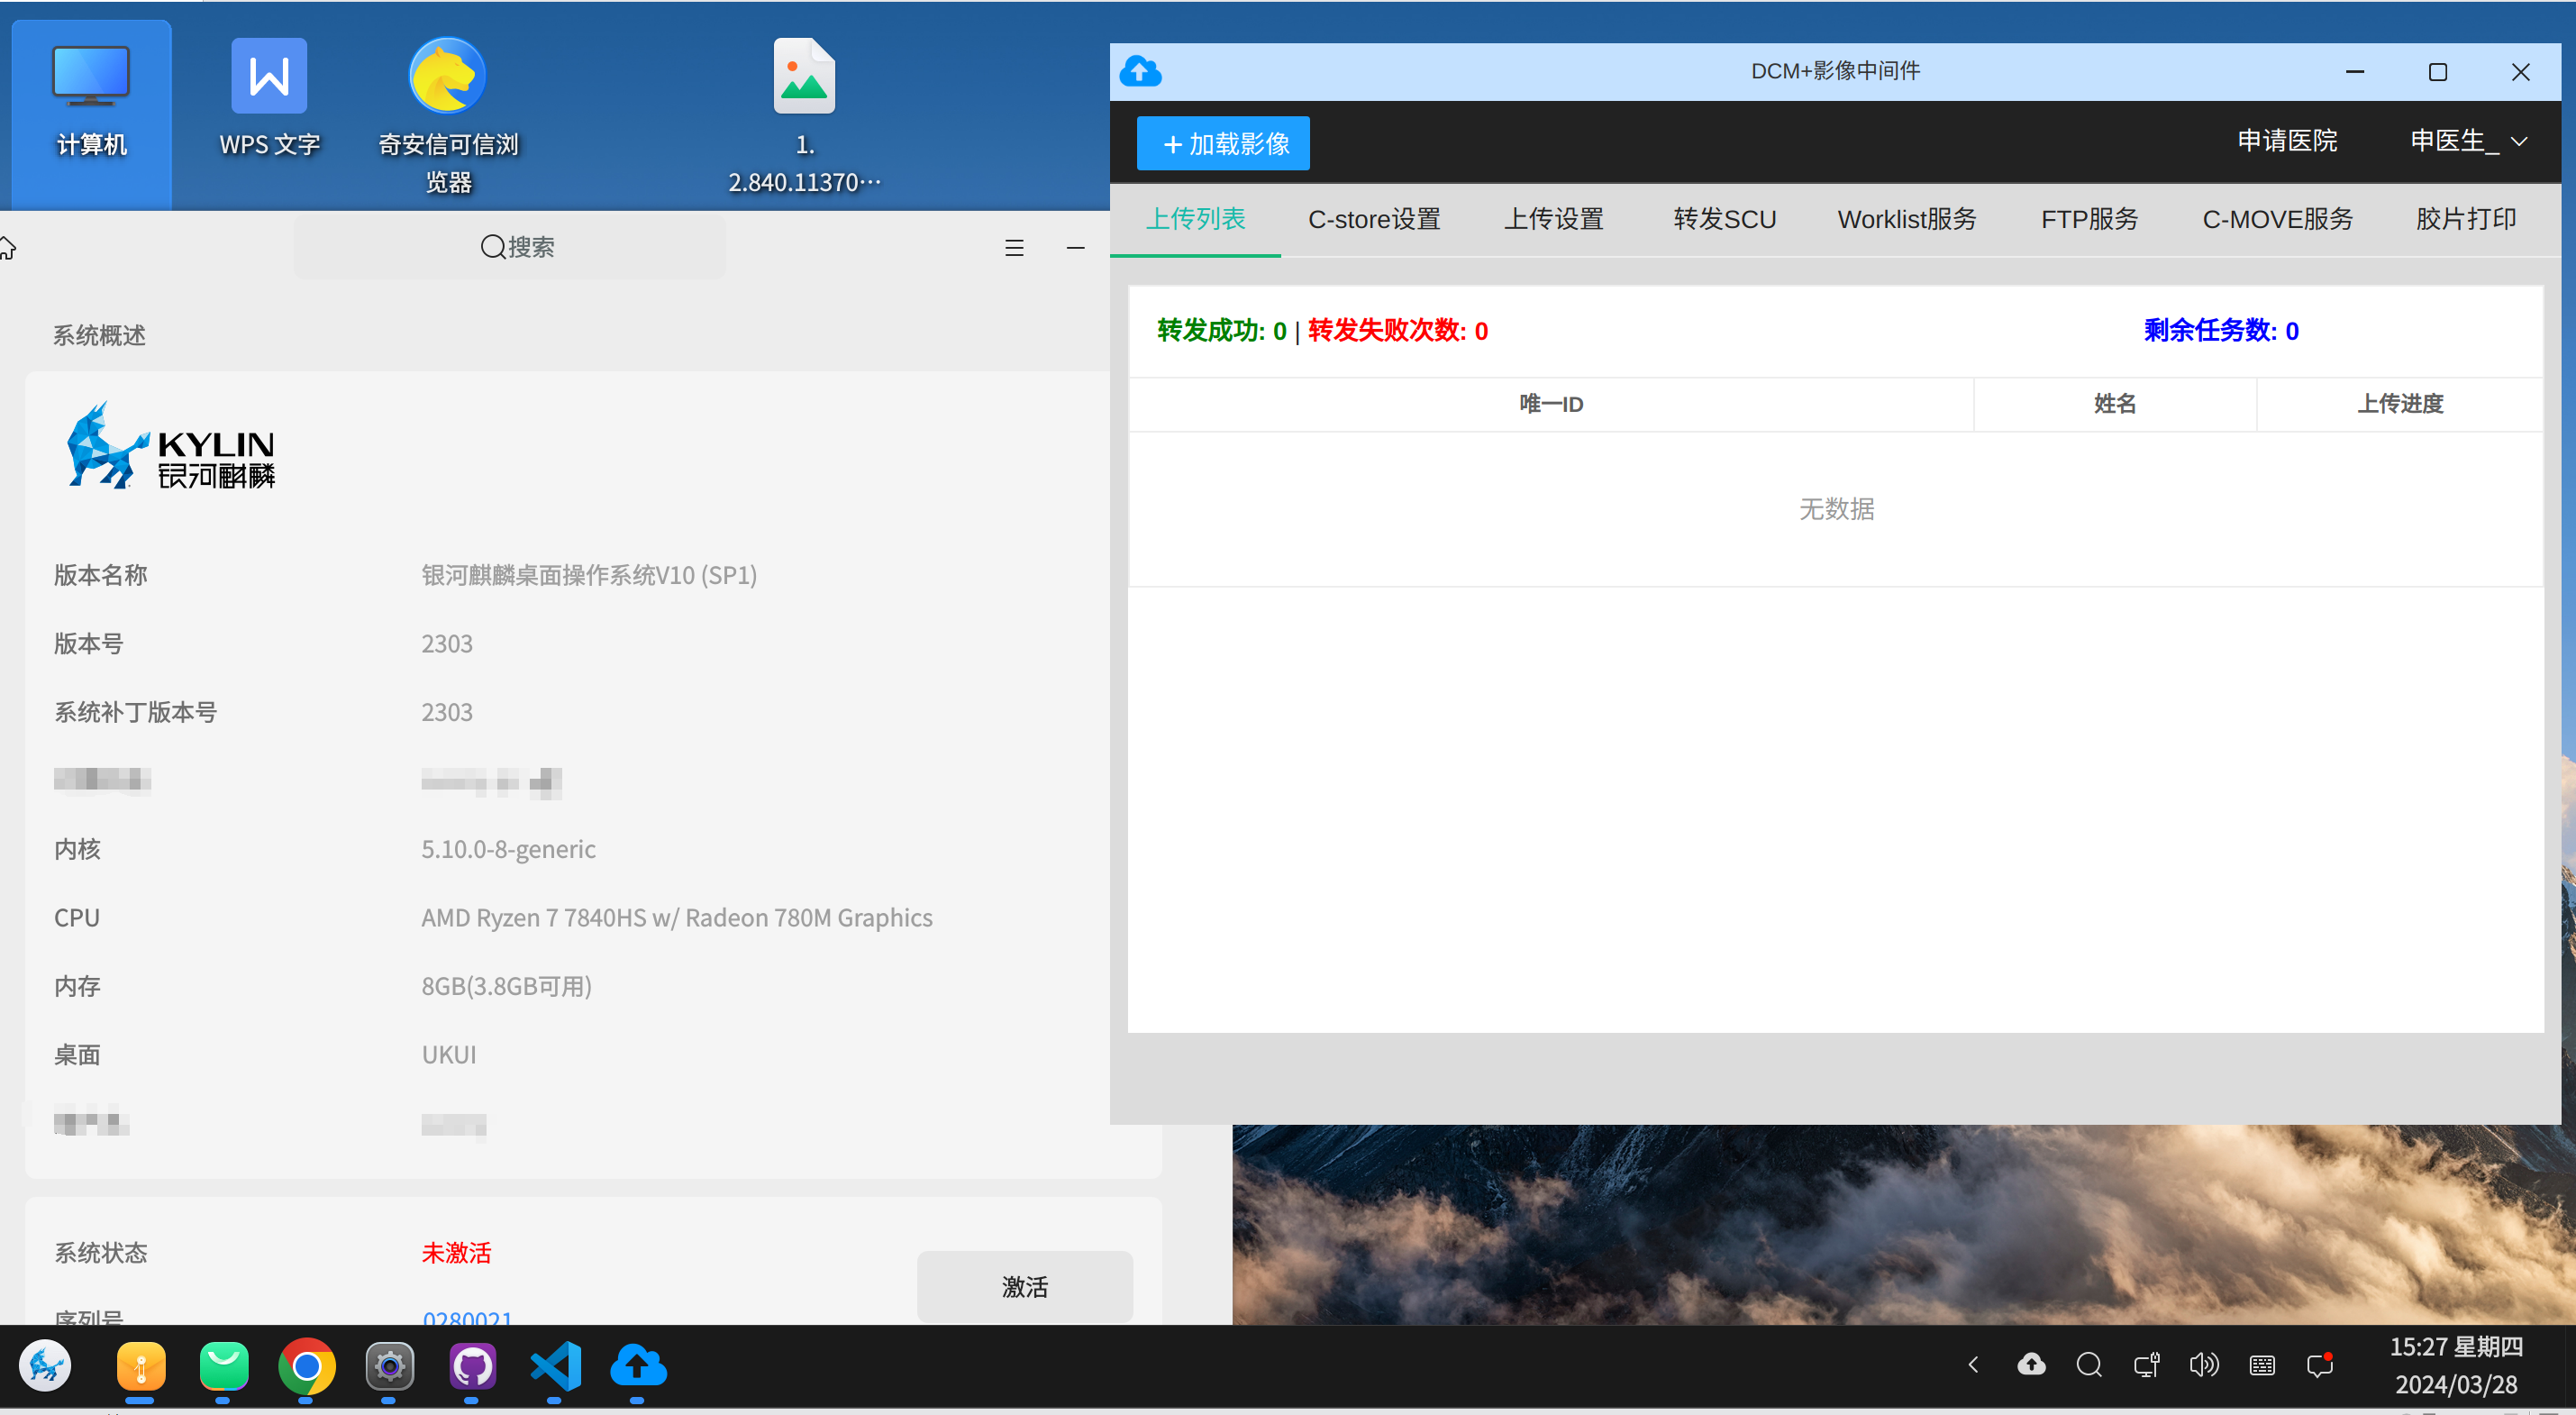 计算机
WPS 文字
奇安信可信浏
览器
1.
2.840.11370···
搜索
系统概述
KYLIN
银河麒麟
版本名称 银河麒麟桌面操作系统V10 (SP1)
版本号 2303
系统补丁版本号 2303
内核 5.10.0-8-generic
CPU AMD Ryzen 7 7840HS w/ Radeon 780M Graphics
内存 8GB(3.8GB可用)
桌面 UKUI
系统状态 未激活
激活
序列号 0280021
DCM+影像中间件
+ 加载影像 申请医院 申医生_
上传列表 C-store设置 上传设置 转发SCU Worklist服务 FTP服务 C-MOVE服务 胶片打印
转发成功: 0 | 转发失败次数: 0 剩余任务数: 0
唯一ID 姓名 上传进度
无数据
15:27 星期四
2024/03/28